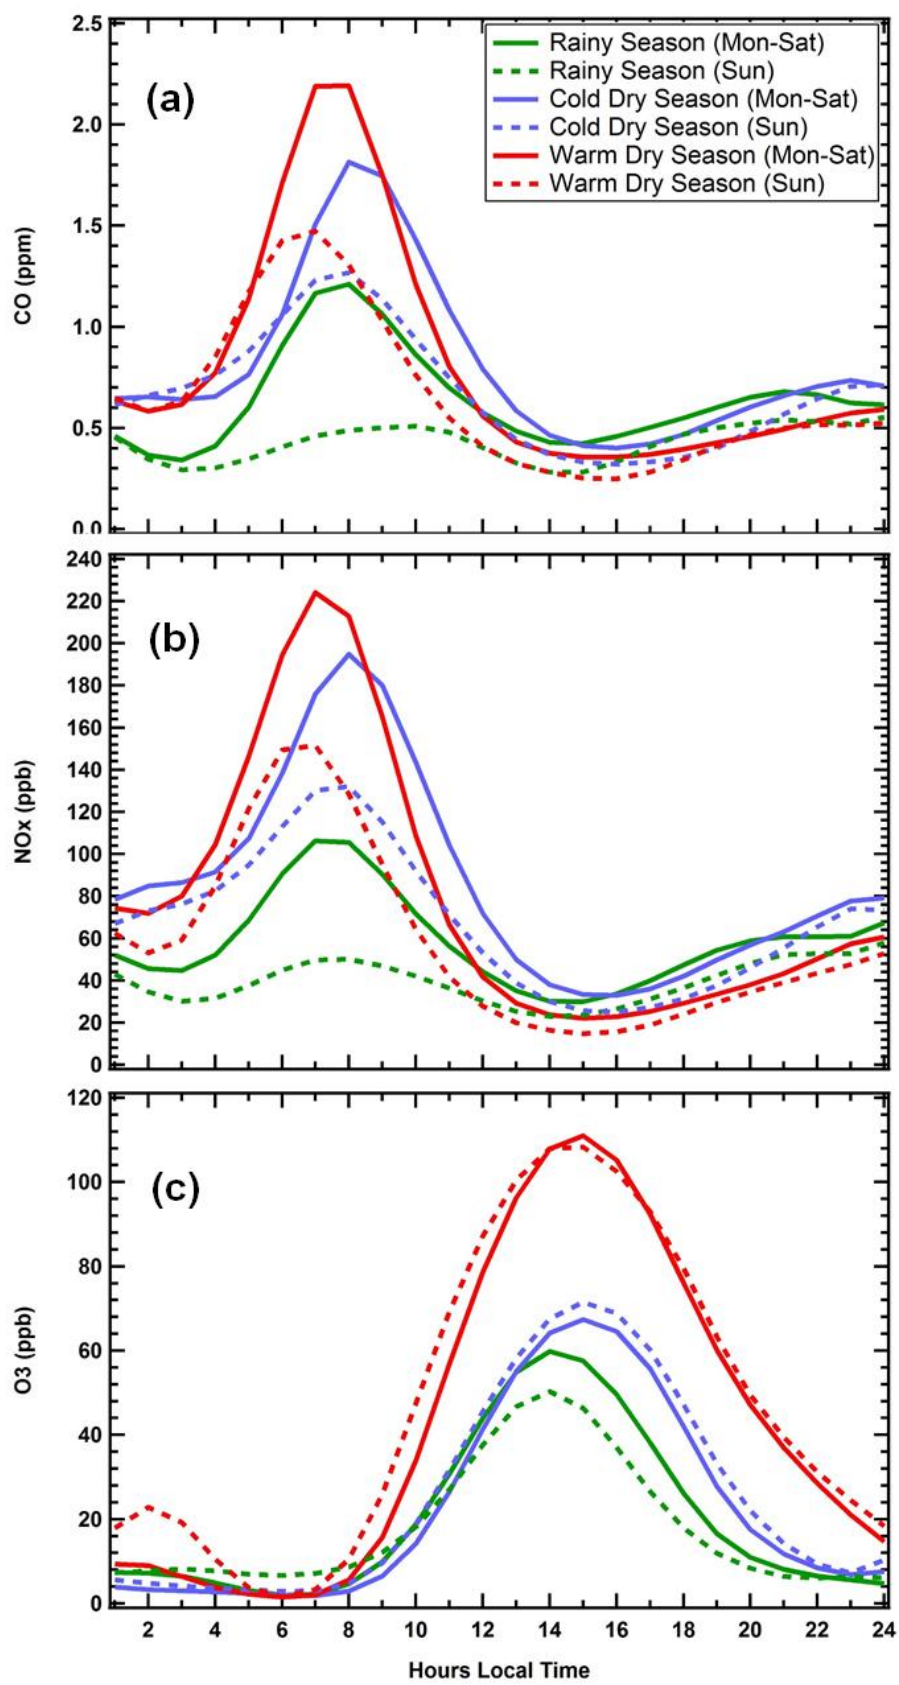 2.5
Rainy Season (Mon-Sat)
Rainy Season (Sun)
(a)
Cold Dry Season (Mon-Sat)
2.0
Cold Dry Season (Sun)
Warm Dry Season (Mon-Sat)
Warm Dry Season (Sun)
1.5
CO (ppm)
1.0
0.5
0.0
240
220
(b)
200
180
160
140
NOx (ppb)
120
100
80
60
40
20
0
120
(c)
100
80
O3 (ppb)
60
40
20
0
2 4 6 8 10 12 14 16 18 20 22 24
Hours Local Time